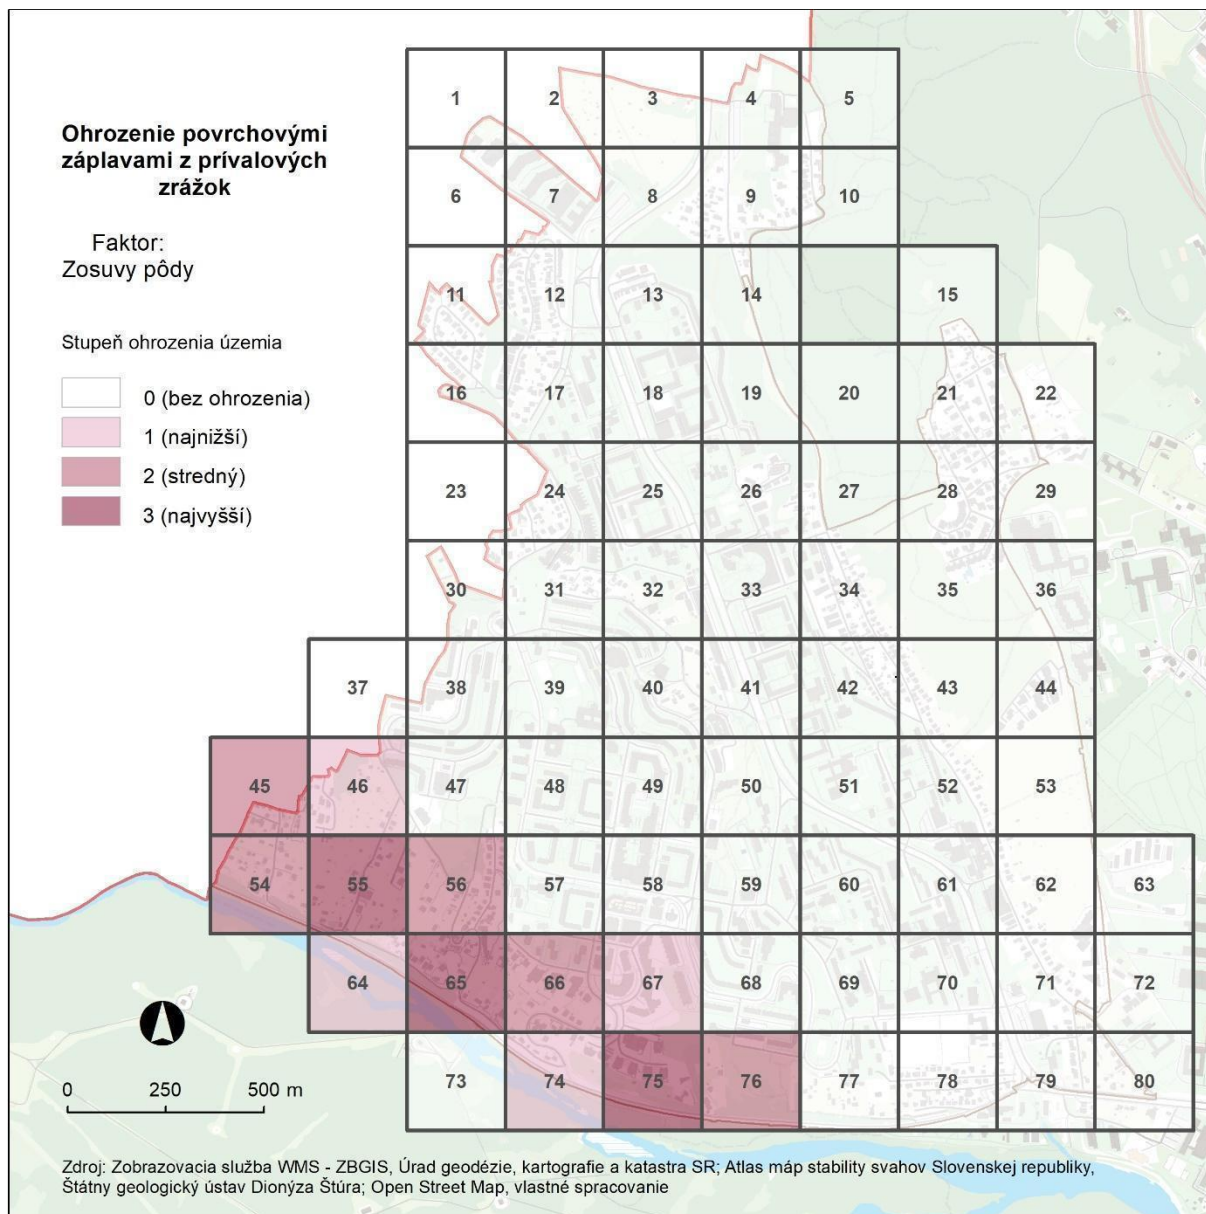 Ohrozenie povrchovými
záplavami z prívalových
zrážok
Faktor:
Zosuvy pôdy
Stupeň ohrozenia územia
0 (bez ohrozenia)
1 (najnižší)
2 (stredný)
3 (najvyšší)
1 2 3 4 5
6 7 8 9 10
11 12 13 14 15
16 17 18 19 20 21 22
23 24 25 26 27 28 29
30 31 32 33 34 35 36
37 38 39 40 41 42 43 44
45 46 47 48 49 50 51 52 53
54 55 56 57 58 59 60 61 62 63
64 65 66 67 68 69 70 71 72
73 74 75 76 77 78 79 80
0 250 500 m
Zdroj: Zobrazovacia služba WMS - ZBGIS, Úrad geodézie, kartografie a katastra SR; Atlas máp stability svahov Slovenskej republiky,
Štátny geologický ústav Dionýza Štúra; Open Street Map, vlastné spracovanie